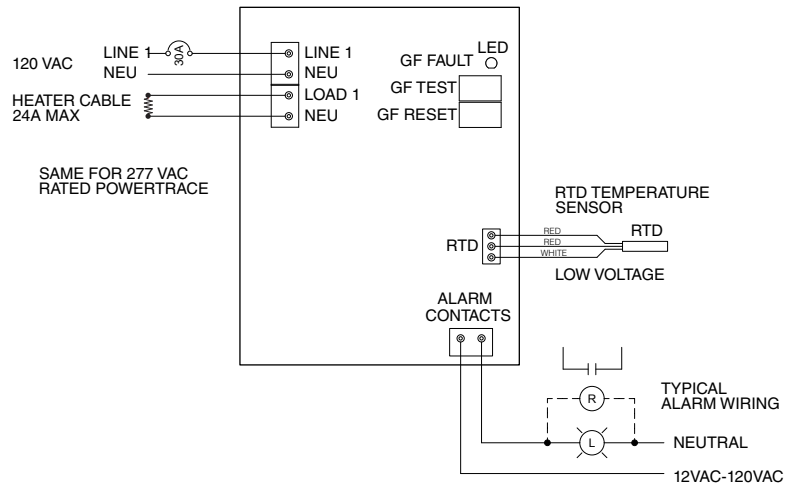 120 VAC
LINE 1
30A
NEU
HEATER CABLE
24A MAX
SAME FOR 277 VAC
RATED POWERTRACE
LINE 1
NEU
LOAD 1
NEU
LED
GF FAULT
GF TEST
GF RESET
RTD TEMPERATURE
SENSOR
RTD
RED
RED
WHITE
RTD
LOW VOLTAGE
ALARM
CONTACTS
R
TYPICAL
ALARM WIRING
L
NEUTRAL
12VAC-120VAC